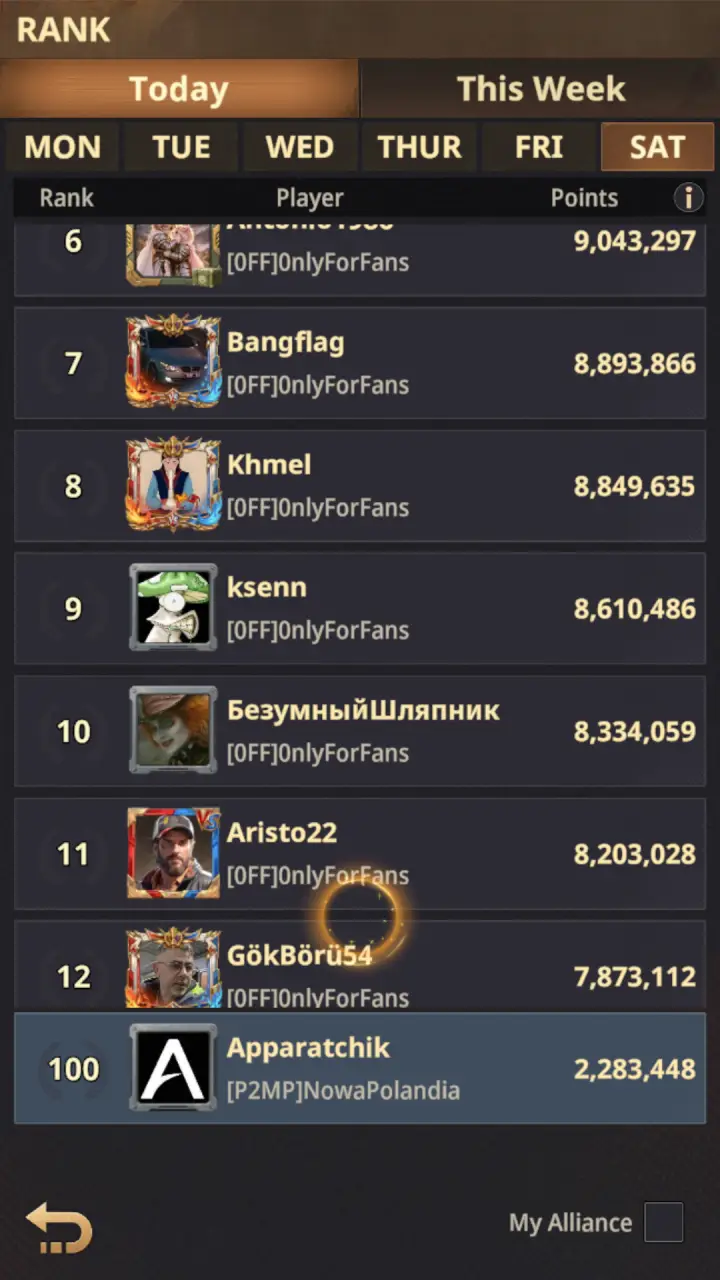 RANK
Today
This Week
MON
TUE
WED
THUR
FRI
SAT
Rank
Player
Points
6
Antonio1986
[0FF]0nlyForFans
9,043,297
7
Bangflag
[0FF]0nlyForFans
8,893,866
8
Khmel
[0FF]0nlyForFans
8,849,635
9
ksenn
[0FF]0nlyForFans
8,610,486
10
БезумныйШляпник
[0FF]0nlyForFans
8,334,059
11
Aristo22
[0FF]0nlyForFans
8,203,028
12
GökBörü54
[0FF]0nlyForFans
7,873,112
100
Apparatchik
[P2MP]NowaPolandia
2,283,448
My Alliance